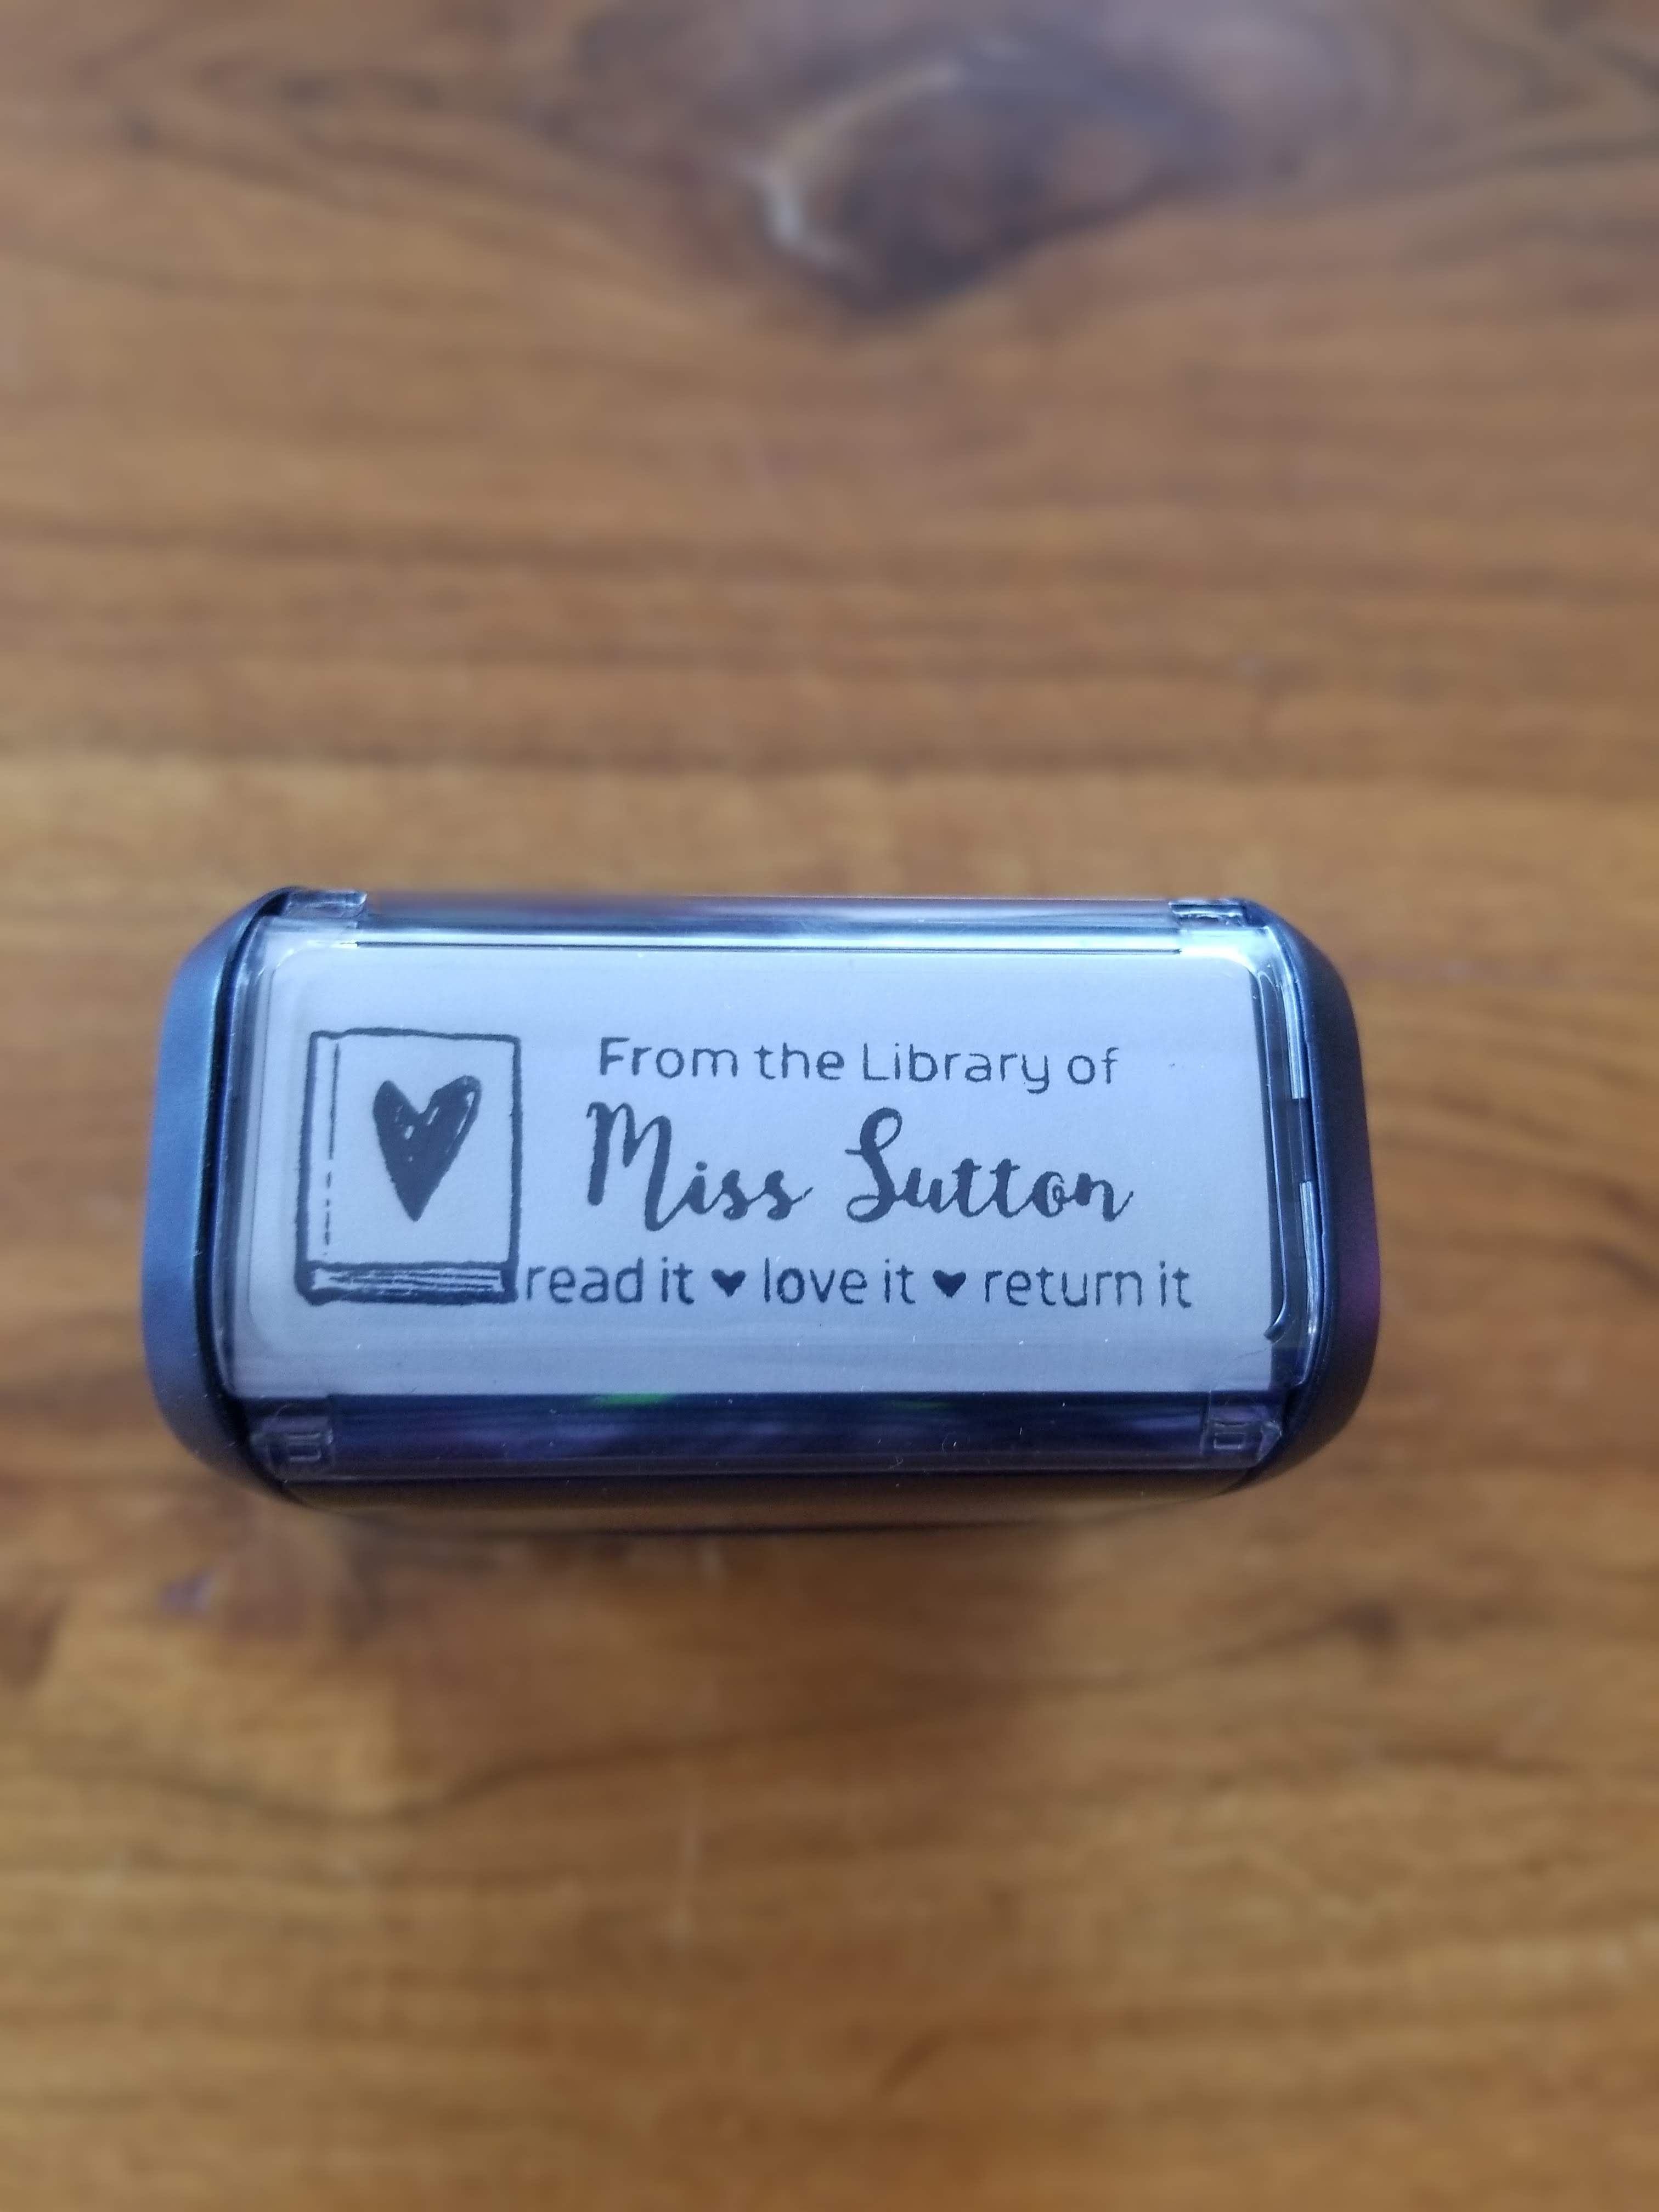 From the Library of
Miss Sutton
read it ♥ love it ♥ return it